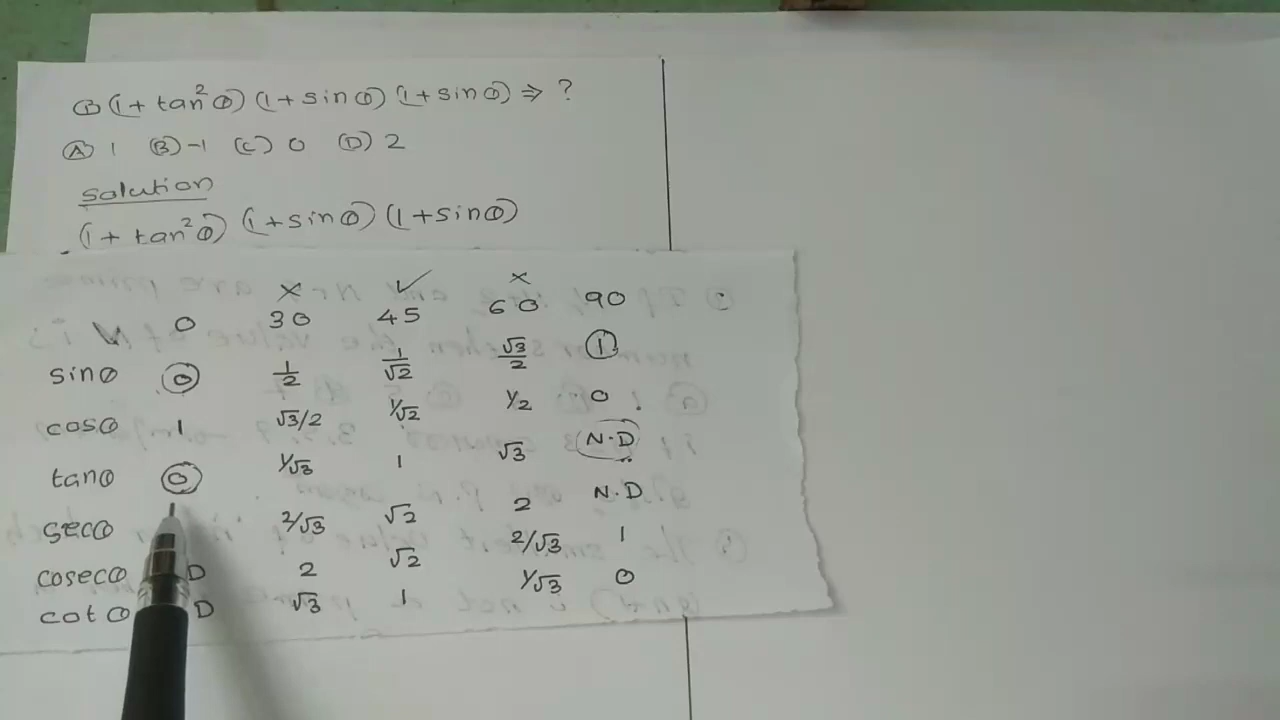 ① (1 + tan²θ) (1 + sinθ) (1 + sinθ) ⇒ ?
Ⓐ 1 (B) -1 (C) 0 (D) 2
Solution
(1 + tan²θ) (1 + sinθ) (1 + sinθ)
× ✓ ×
0 30 45 60 90
sinθ 0 1/2 1/√2 √3/2 1
cosθ 1 √3/2 1/√2 1/2 0
tanθ 0 1/√3 1 √3 N.D
secθ 2/√3 √2 2 N.D
cosecθ D 2 √2 2/√3 1
cotθ D √3 1 1/√3 0